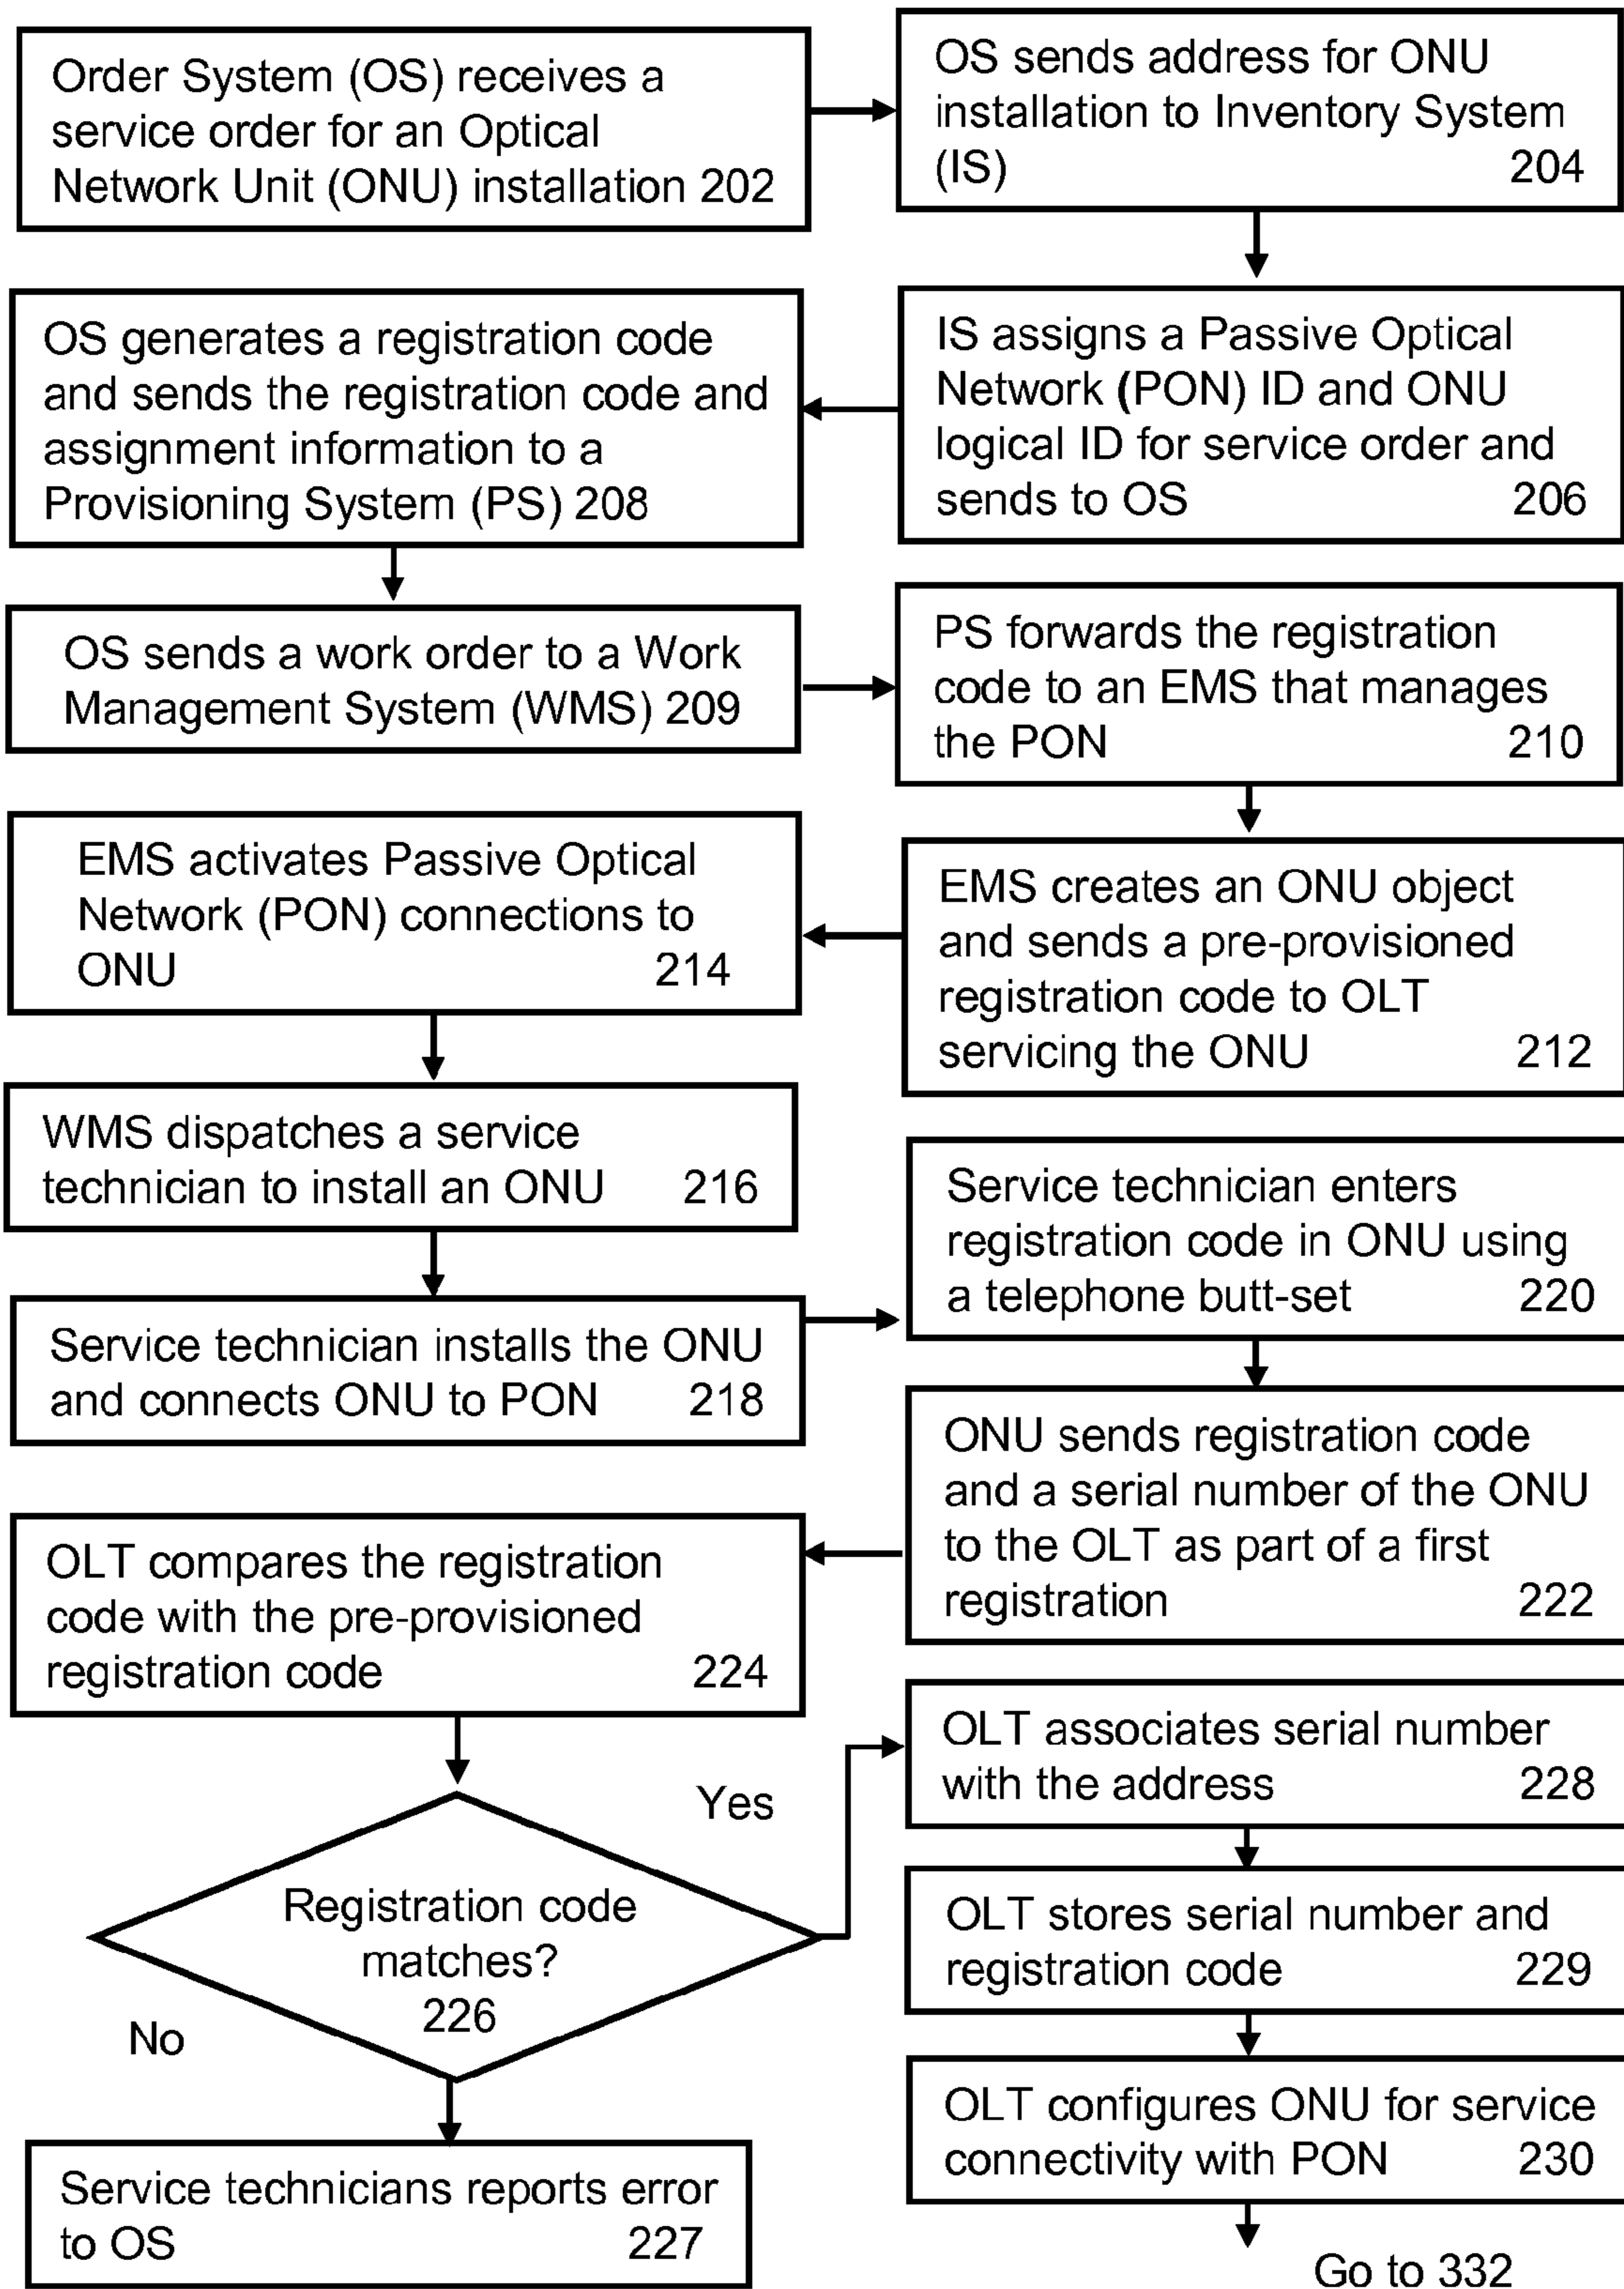 Order System (OS) receives a
service order for an Optical
Network Unit (ONU) installation 202
OS sends address for ONU
installation to Inventory System
(IS) 204
IS assigns a Passive Optical
Network (PON) ID and ONU
logical ID for service order and
sends to OS 206
OS generates a registration code
and sends the registration code and
assignment information to a
Provisioning System (PS) 208
OS sends a work order to a Work
Management System (WMS) 209
PS forwards the registration
code to an EMS that manages
the PON 210
EMS creates an ONU object
and sends a pre-provisioned
registration code to OLT
servicing the ONU 212
EMS activates Passive Optical
Network (PON) connections to
ONU 214
WMS dispatches a service
technician to install an ONU 216
Service technician installs the ONU
and connects ONU to PON 218
Service technician enters
registration code in ONU using
a telephone butt-set 220
ONU sends registration code
and a serial number of the ONU
to the OLT as part of a first
registration 222
OLT compares the registration
code with the pre-provisioned
registration code 224
Registration code
matches?
226
Yes
No
Service technicians reports error
to OS 227
OLT associates serial number
with the address 228
OLT stores serial number and
registration code 229
OLT configures ONU for service
connectivity with PON 230
Go to 332